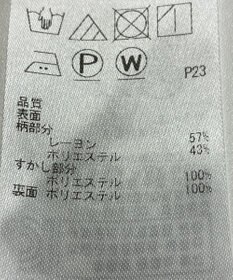 P W
P23
品質
表面
柄部分
レーヨン 57%
ポリエステル 43%
すかし部分
ポリエステル 100%
裏面 ポリエステル 100%